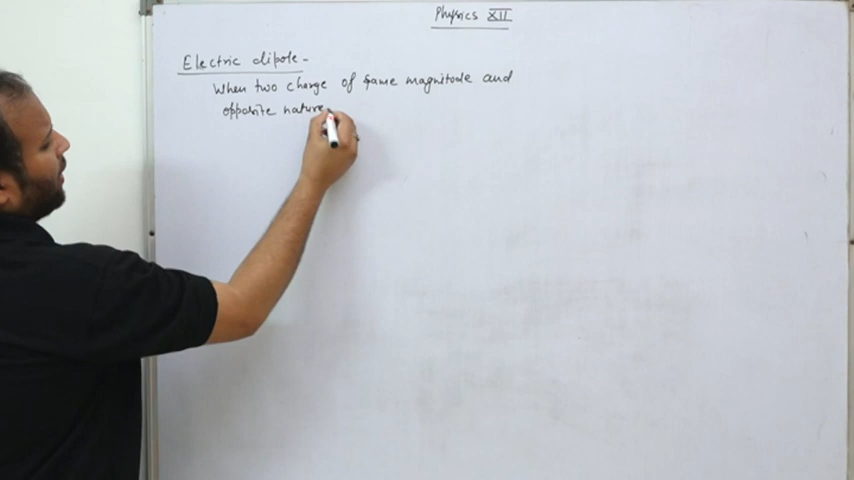 Physics XII
Electric dipole-
When two charge of same magnitude and
opposite nature